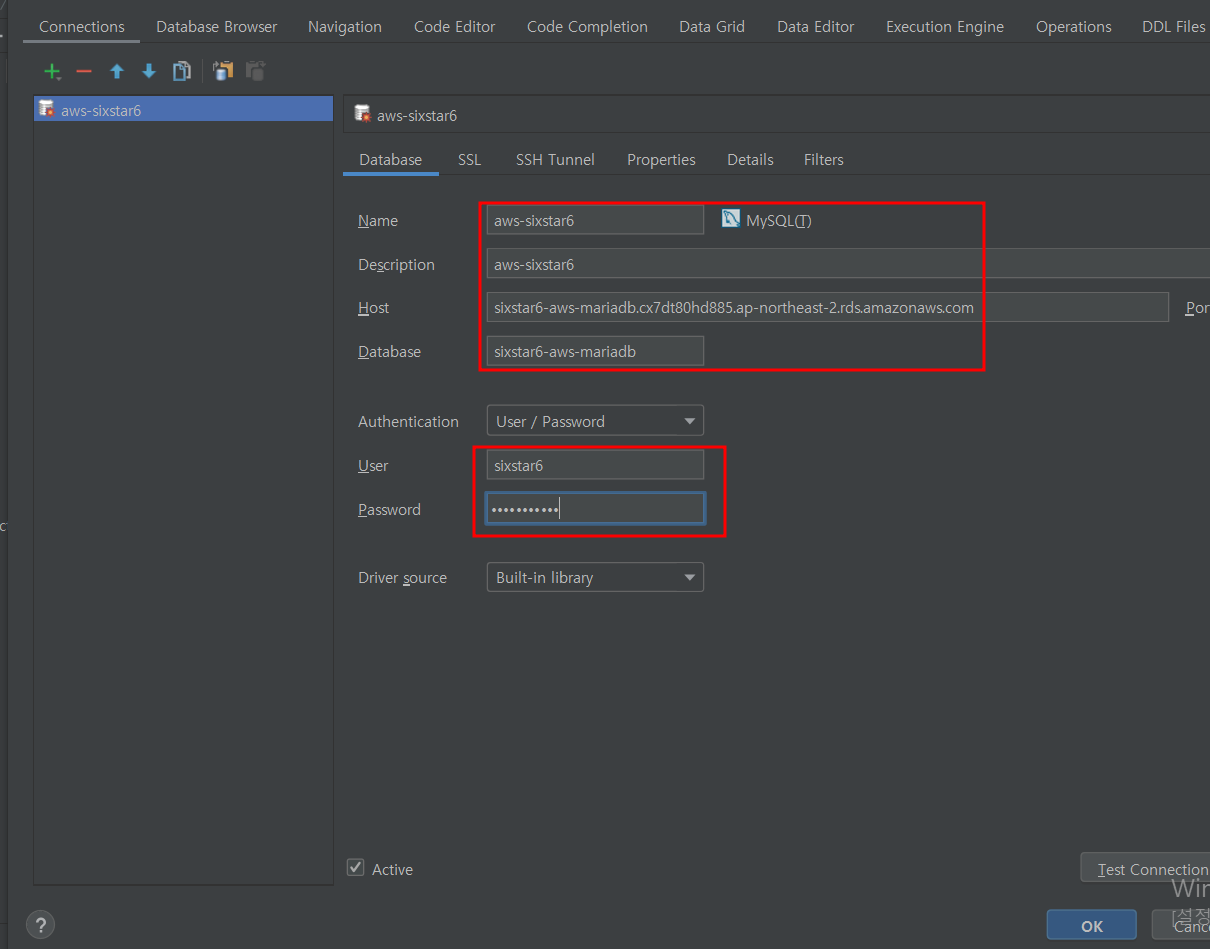 Connections Database Browser Navigation Code Editor Code Completion Data Grid Data Editor Execution Engine Operations DDL Files
aws-sixstar6
aws-sixstar6
Database SSL SSH Tunnel Properties Details Filters
Name aws-sixstar6 MySQL(T)
Description aws-sixstar6
Host sixstar6-aws-mariadb.cx7dt80hd885.ap-northeast-2.rds.amazonaws.com Por
Database sixstar6-aws-mariadb
Authentication User / Password
User sixstar6
Password •••••••••••
Driver source Built-in library
Active
Test Connection
Win
[설정
? OK Canc